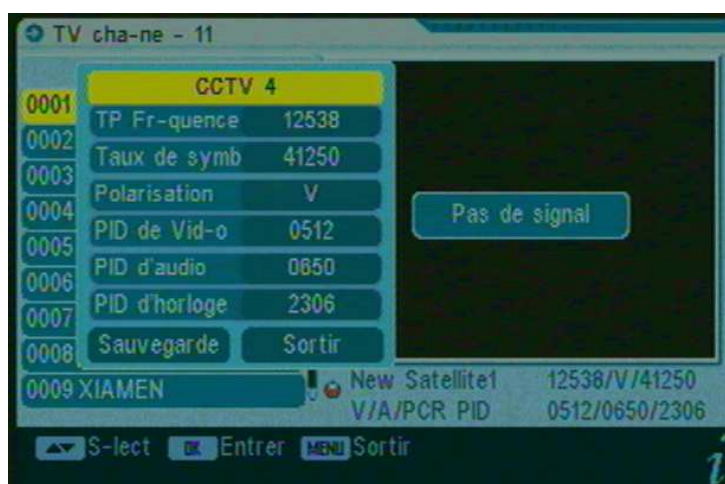 TV cha-ne - 11
CCTV 4
TP Fr-quence 12538
Taux de symb 41250
Polarisation V
PID de Vid-o 0512
PID d'audio 0650
PID d'horloge 2306
Sauvegarde Sortir
0001
0002
0003
0004
0005
0006
0007
0008
0009 XIAMEN
Pas de signal
New Satellite1 12538/V/41250
V/A/PCR PID 0512/0650/2306
S-lect OK Entrer MENU Sortir
i